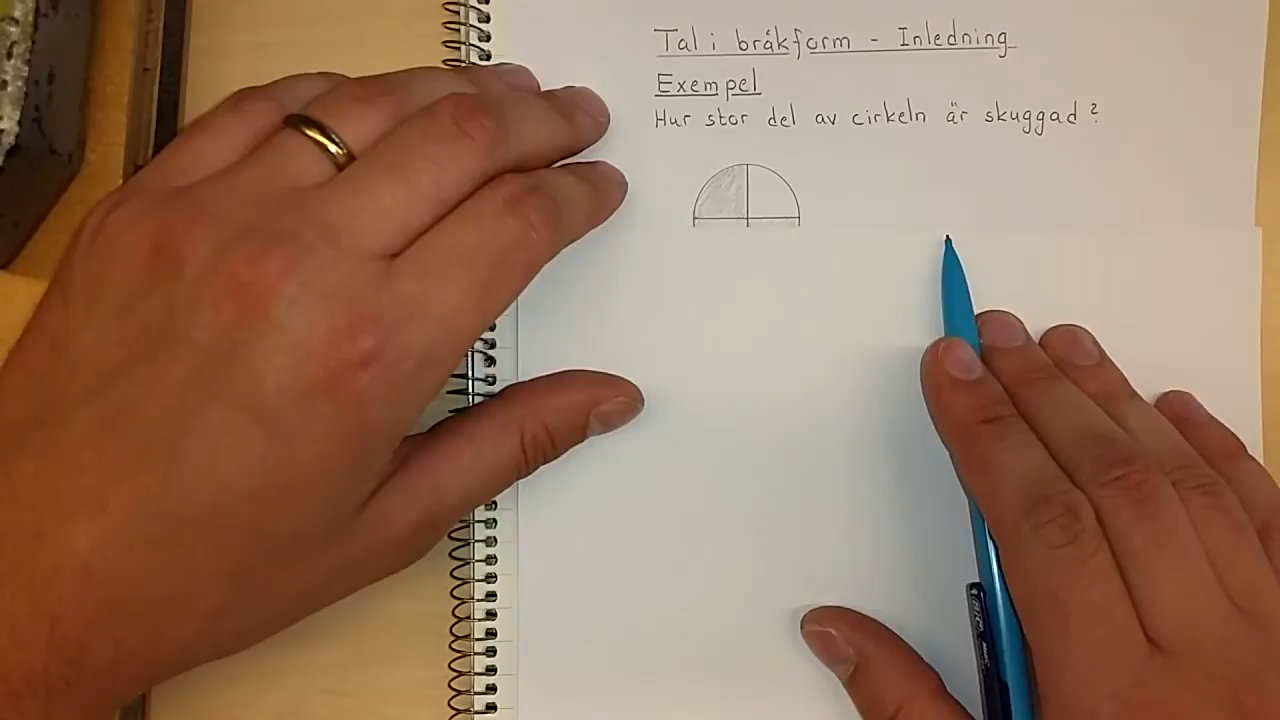 Tal i bråkform - Inledning
Exempel
Hur stor del av cirkeln är skuggad?